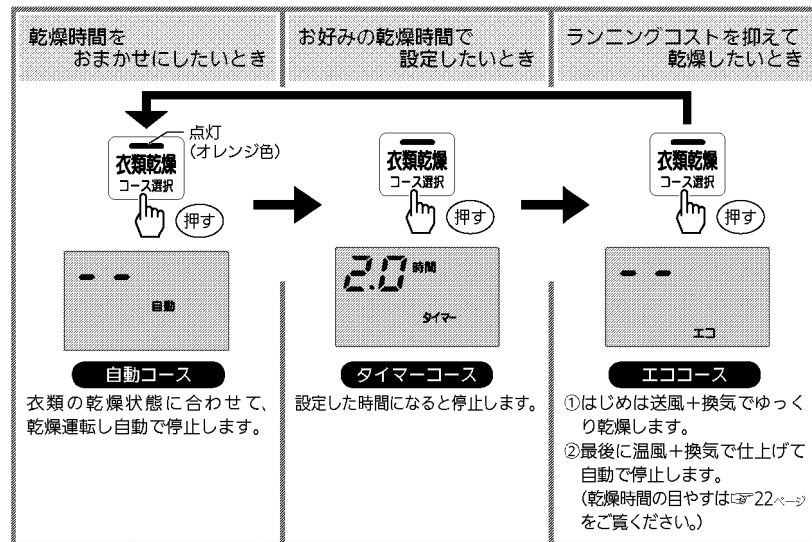 乾燥時間を
おまかせにしたいとき
お好みの乾燥時間で
設定したいとき
ランニングコストを抑えて
乾燥したいとき
点灯
(オレンジ色)
衣類乾燥
コース選択
押す
衣類乾燥
コース選択
押す
衣類乾燥
コース選択
押す
- -
自動
2.0 時間
タイマー
- -
エコ
自動コース
衣類の乾燥状態に合わせて、
乾燥運転し自動で停止します。
タイマーコース
設定した時間になると停止します。
エココース
①はじめは送風+換気でゆっく
り乾燥します。
②最後に温風+換気で仕上げて
自動で停止します。
(乾燥時間の目やすは☞22ページ
をご覧ください。)